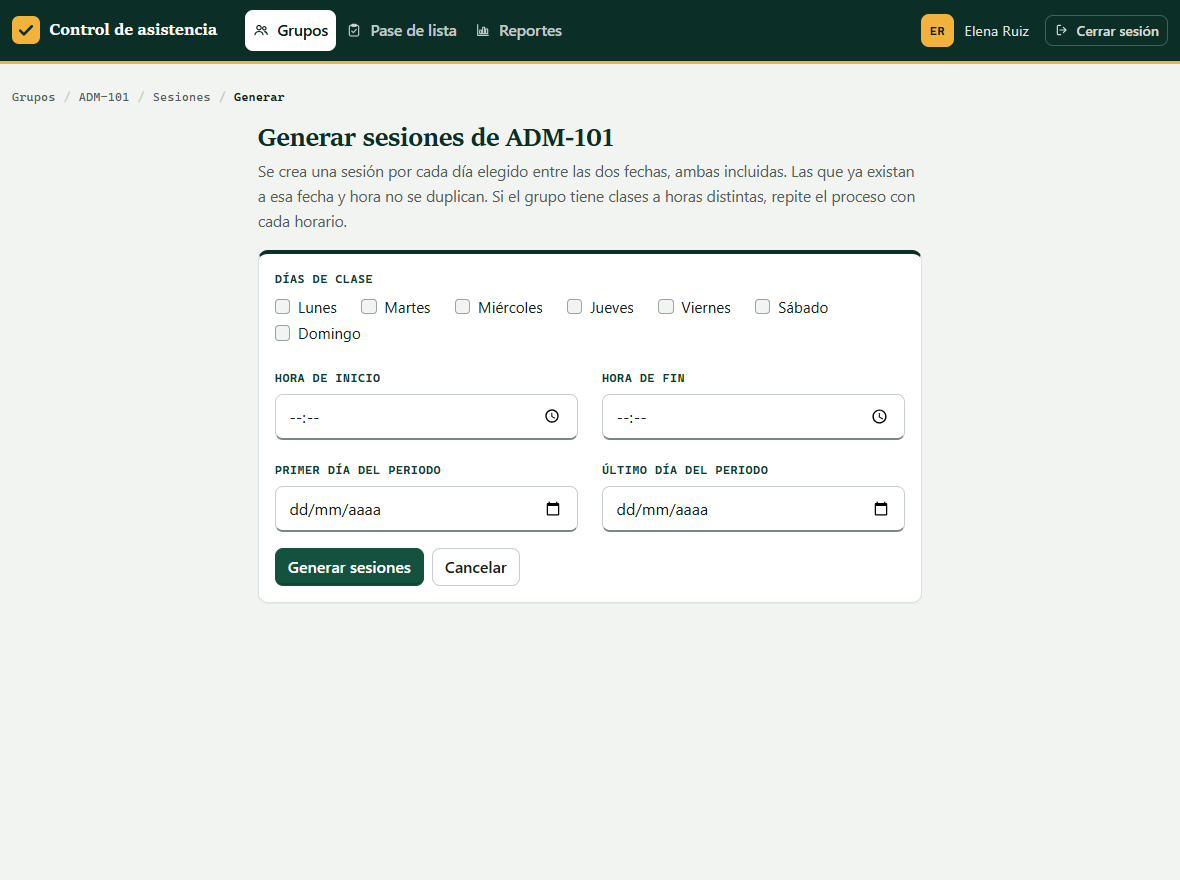 Control de asistencia
Grupos
Pase de lista
Reportes
ER
Elena Ruiz
Cerrar sesión
Grupos / ADM-101 / Sesiones / Generar
Generar sesiones de ADM-101
Se crea una sesión por cada día elegido entre las dos fechas, ambas incluidas. Las que ya existan
a esa fecha y hora no se duplican. Si el grupo tiene clases a horas distintas, repite el proceso con
cada horario.
DÍAS DE CLASE
Lunes Martes Miércoles Jueves Viernes Sábado
Domingo
HORA DE INICIO HORA DE FIN
--:-- --:--
PRIMER DÍA DEL PERIODO ÚLTIMO DÍA DEL PERIODO
dd/mm/aaaa dd/mm/aaaa
Generar sesiones Cancelar